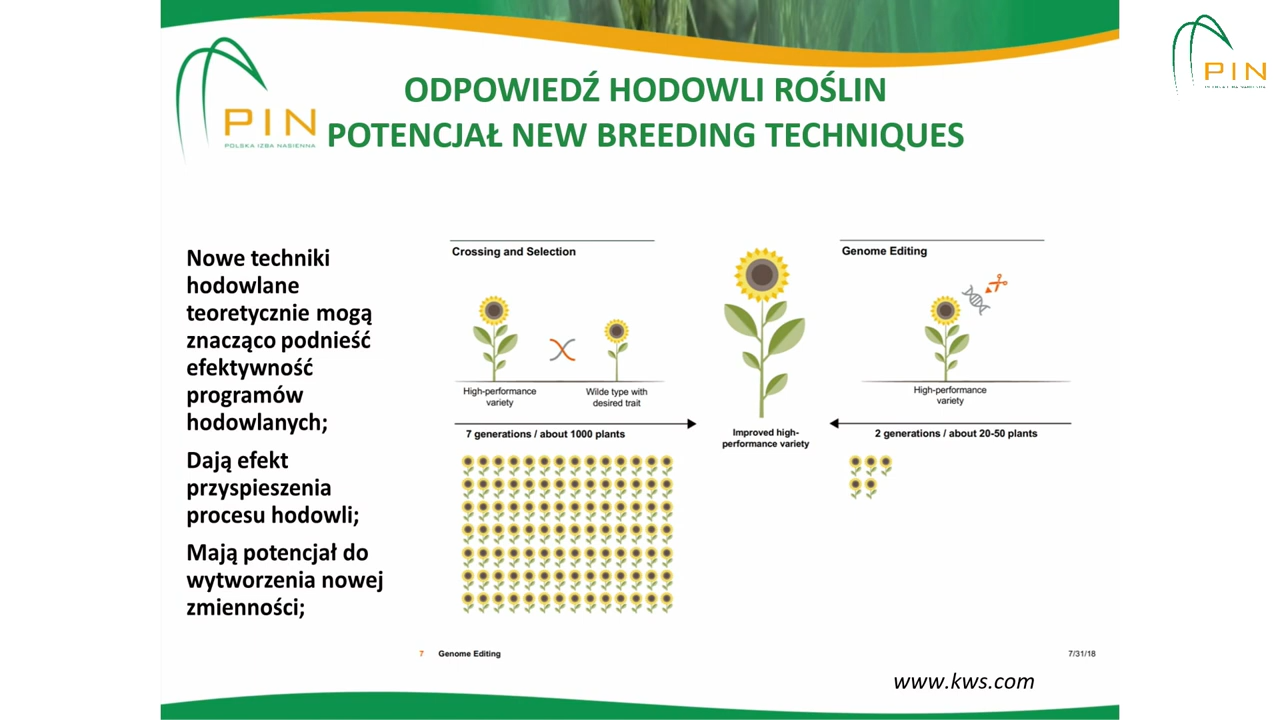 ODPOWIEDŹ HODOWLI ROŚLIN
POTENCJAŁ NEW BREEDING TECHNIQUES
PIN
POLSKA IZBA NASIENNA
PIN
Nowe techniki
hodowlane
teoretycznie mogą
znacząco podnieść
efektywność
programów
hodowlanych;
Dają efekt
przyspieszenia
procesu hodowli;
Mają potencjał do
wytworzenia nowej
zmienności;
Crossing and Selection
High-performance
variety
Wilde type with
desired trait
7 generations / about 1000 plants
Improved high-
performance variety
Genome Editing
High-performance
variety
2 generations / about 20-50 plants
7 Genome Editing
7/31/18
www.kws.com